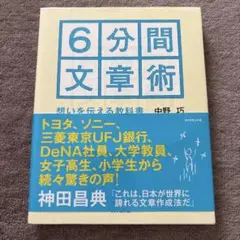 6分間
文章術
想いを伝える教科書 中野 巧
トヨタ、ソニー、
三菱東京UFJ銀行、
DeNA社員、大学教員、
女子高生、小学生から
続々驚きの声!
神田昌典 「これは、日本が世界に
誇れる文章作成法だ」